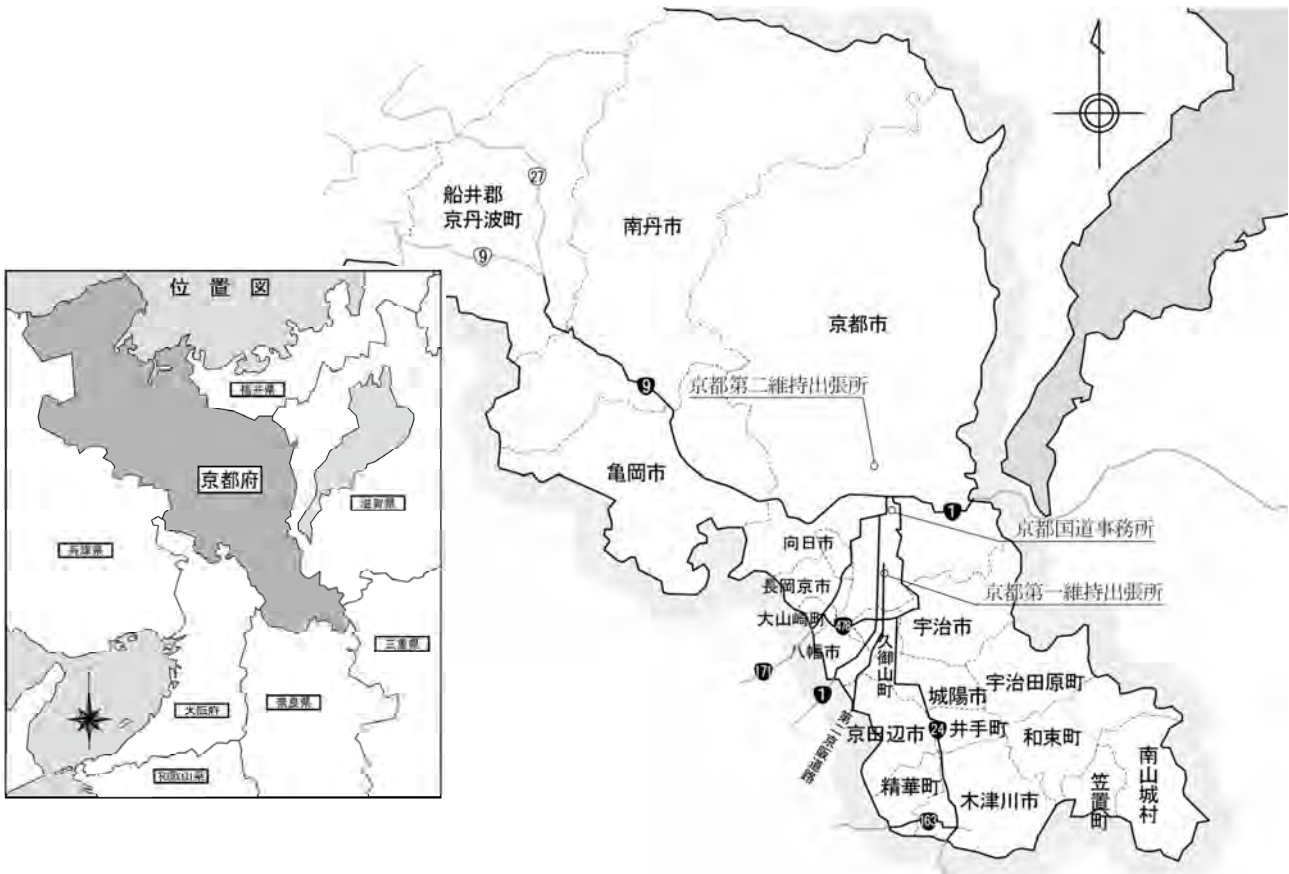 船井郡
京丹波町
27
9
南丹市
京都市
9
京都第二維持出張所
亀岡市
1
京都国道事務所
向日市
長岡京市
京都第一維持出張所
大山崎町
478
宇治市
八幡市
久御山町
171
1
宇治田原町
城陽市
第二京阪道路
京田辺市
24
井手町
和束町
南山城村
精華町
木津川市
笠置町
163
位置図
福井県
京都府
滋賀県
兵庫県
三重県
大阪府
奈良県
和歌山県